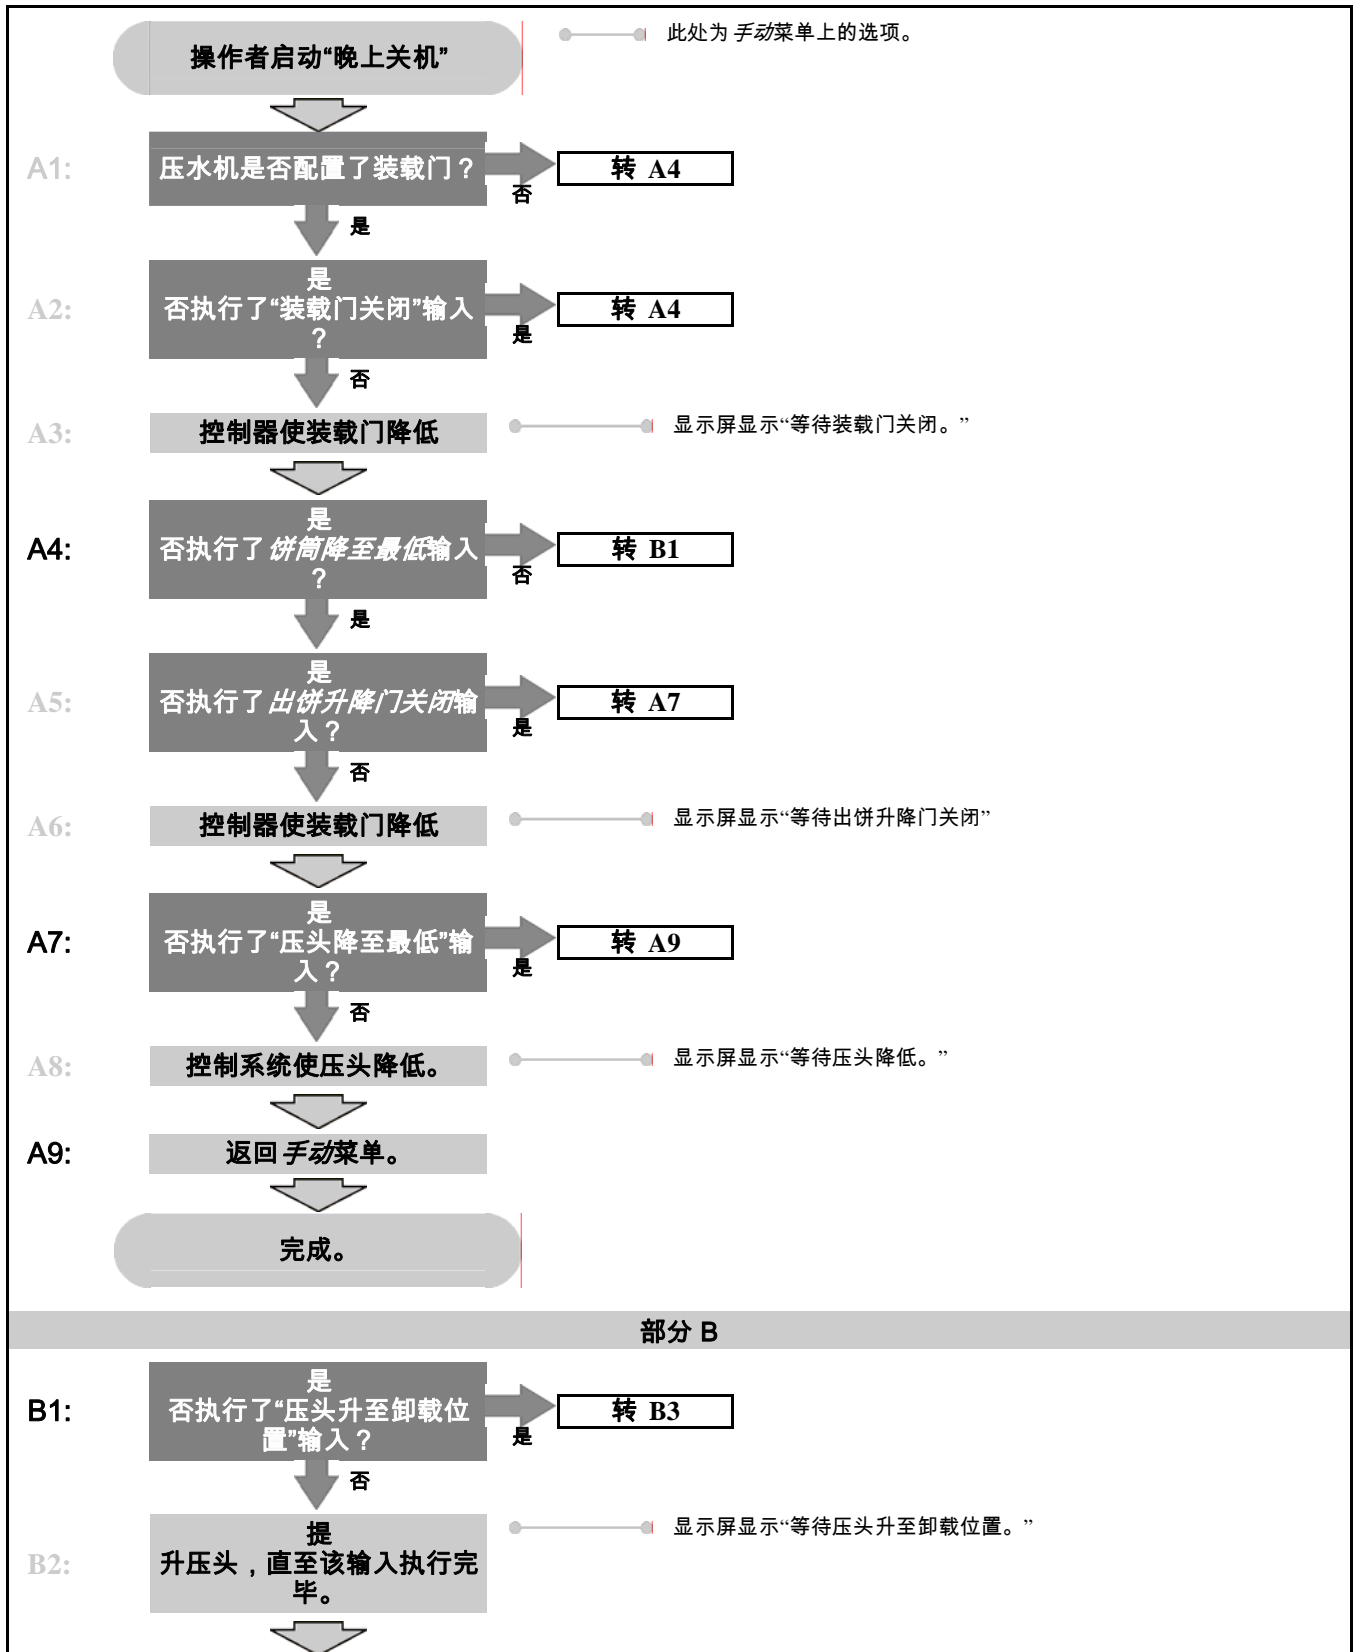 操作者启动“晚上关机”
此处为手动菜单上的选项。
A1:
压水机是否配置了装载门？
转 A4
否
是
A2:
是
否执行了“装载门关闭”输入
？
转 A4
是
否
A3:
控制器使装载门降低
显示屏显示“等待装载门关闭。”
A4:
是
否执行了饼筒降至最低输入
？
转 B1
否
是
A5:
是
否执行了出饼升降门关闭输
入？
转 A7
是
否
A6:
控制器使装载门降低
显示屏显示“等待出饼升降门关闭”
A7:
是
否执行了“压头降至最低”输
入？
转 A9
是
否
A8:
控制系统使压头降低。
显示屏显示“等待压头降低。”
A9:
返回手动菜单。
完成。
部分 B
B1:
是
否执行了“压头升至卸载位
置”输入？
转 B3
是
否
B2:
提
升压头，直至该输入执行完
毕。
显示屏显示“等待压头升至卸载位置。”